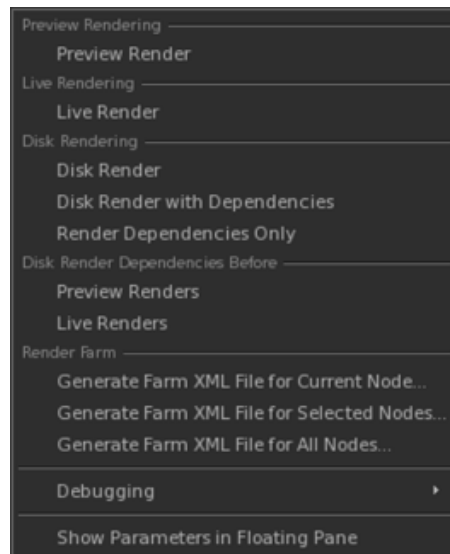 Preview Rendering
Preview Render
Live Rendering
Live Render
Disk Rendering
Disk Render
Disk Render with Dependencies
Render Dependencies Only
Disk Render Dependencies Before
Preview Renders
Live Renders
Render Farm
Generate Farm XML File for Current Node...
Generate Farm XML File for Selected Nodes...
Generate Farm XML File for All Nodes...
Debugging
Show Parameters in Floating Pane